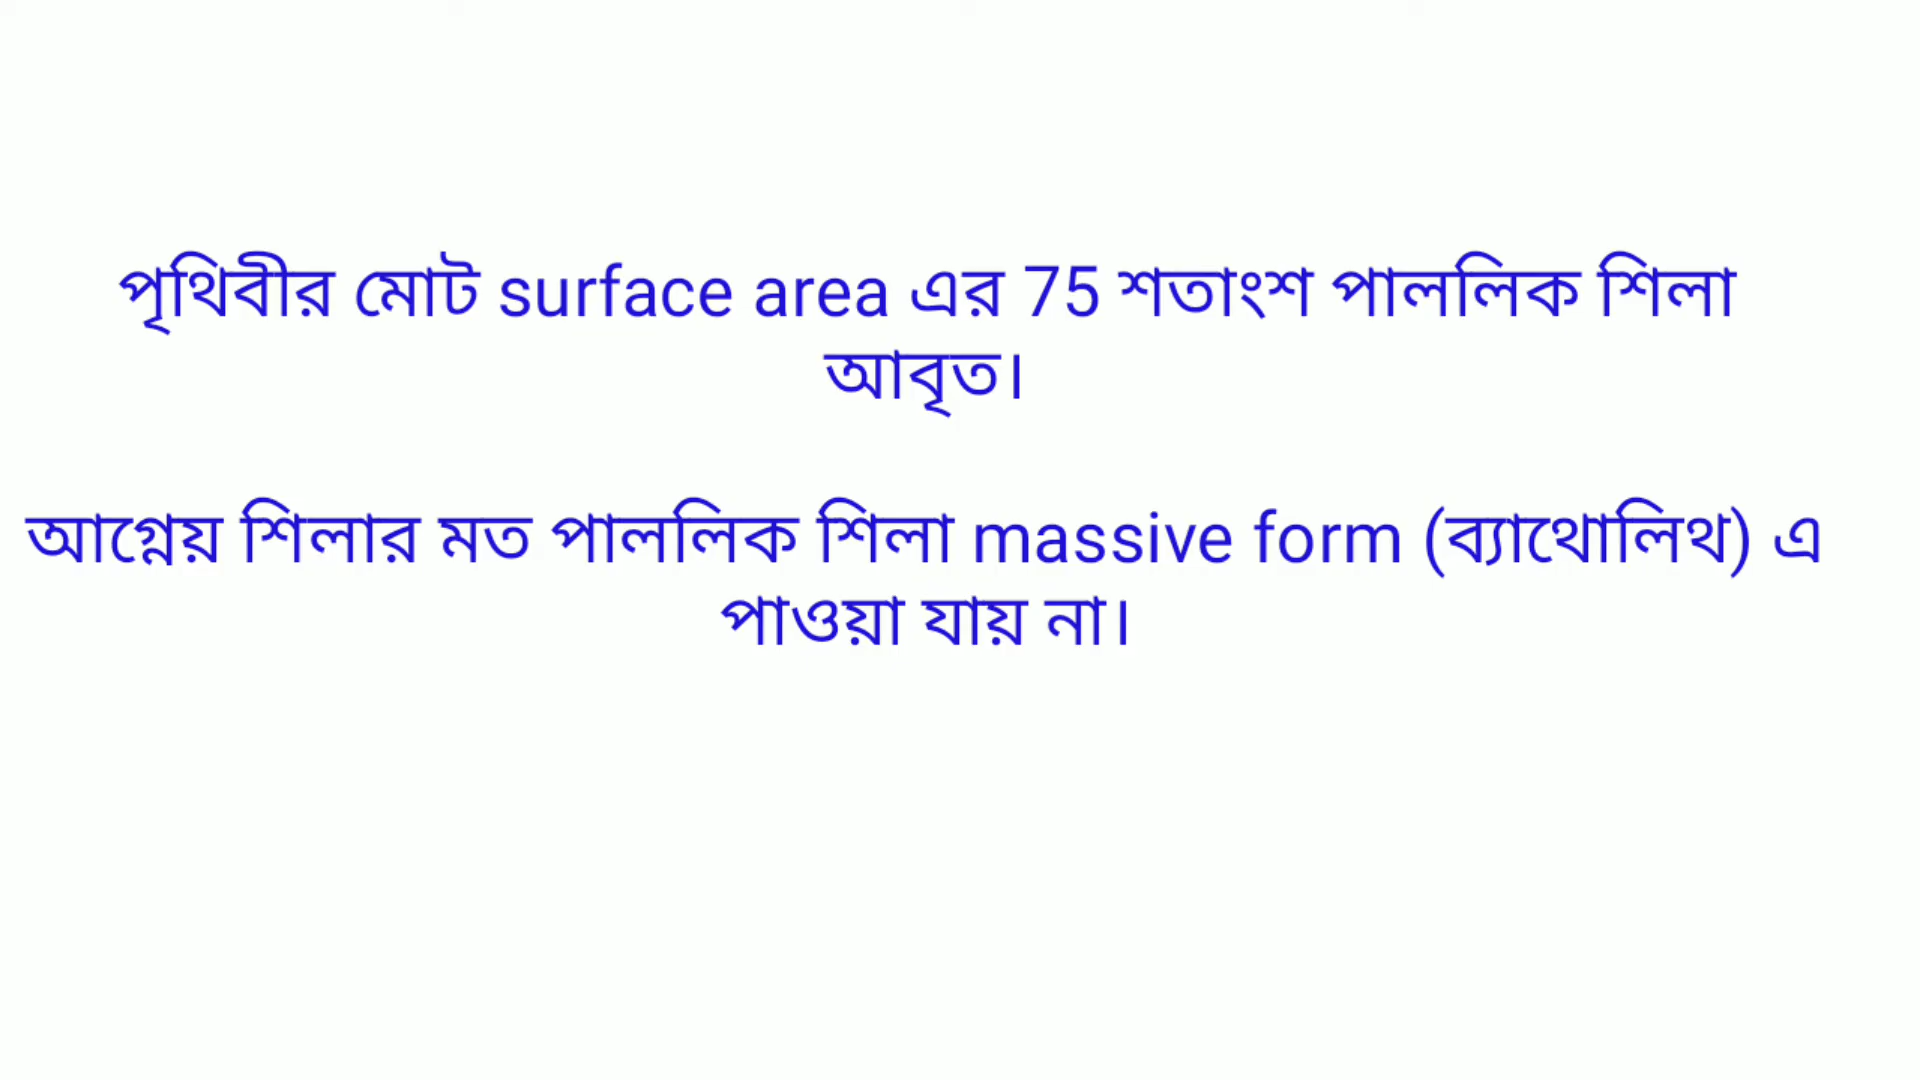 পৃথিবীর মোট surface area এর 75 শতাংশ পাললিক শিলা
আবৃত।
আগ্নেয় শিলার মত পাললিক শিলা massive form (ব্যাথোলিথ) এ
পাওয়া যায় না।